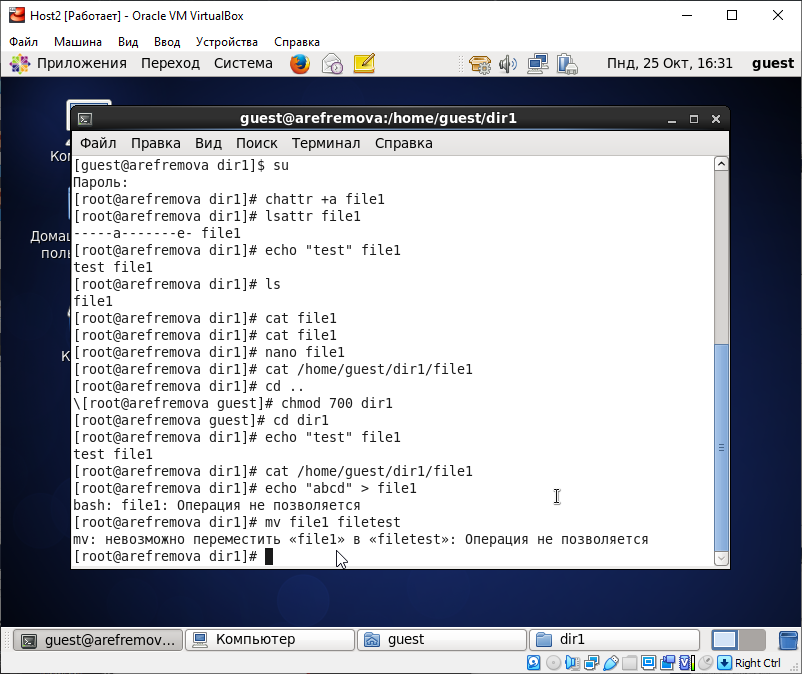 Host2 [Работает] - Oracle VM VirtualBox
Файл Машина Вид Ввод Устройства Справка
Приложения Переход Система Пнд, 25 Окт, 16:31 guest
guest@arefremova:/home/guest/dir1
Файл Правка Вид Поиск Терминал Справка
[guest@arefremova dir1]$ su
Пароль:
[root@arefremova dir1]# chattr +a file1
[root@arefremova dir1]# lsattr file1
-----a-------e- file1
[root@arefremova dir1]# echo "test" file1
test file1
[root@arefremova dir1]# ls
file1
[root@arefremova dir1]# cat file1
[root@arefremova dir1]# cat file1
[root@arefremova dir1]# nano file1
[root@arefremova dir1]# cat /home/guest/dir1/file1
[root@arefremova dir1]# cd ..
\[root@arefremova guest]# chmod 700 dir1
[root@arefremova guest]# cd dir1
[root@arefremova dir1]# echo "test" file1
test file1
[root@arefremova dir1]# cat /home/guest/dir1/file1
[root@arefremova dir1]# echo "abcd" > file1
bash: file1: Операция не позволяется
[root@arefremova dir1]# mv file1 filetest
mv: невозможно переместить «file1» в «filetest»: Операция не позволяется
[root@arefremova dir1]#
guest@arefremov... Компьютер guest dir1
Right Ctrl